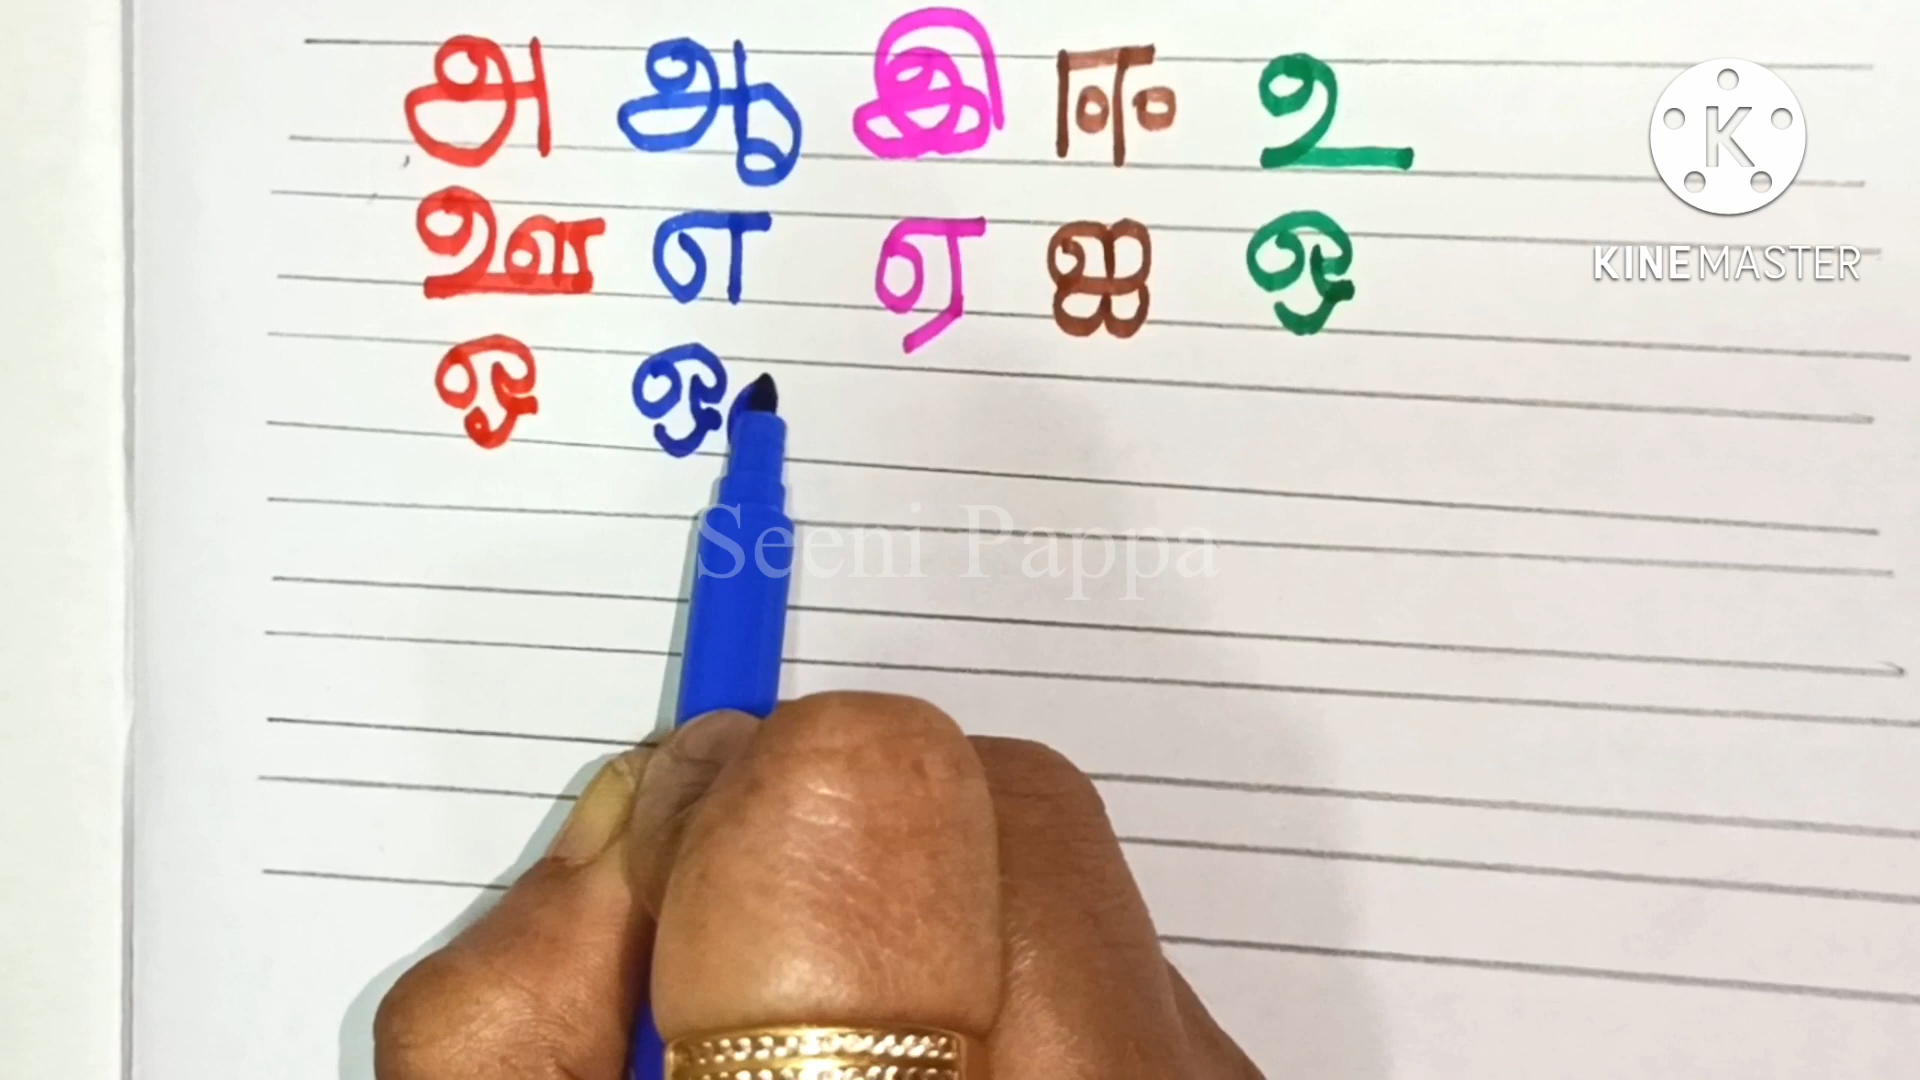 அ ஆ இ ஈ உ
KINEMASTER
ஊ எ ஏ ஐ ஒ
ஓ ஒ
Seeni Pappa